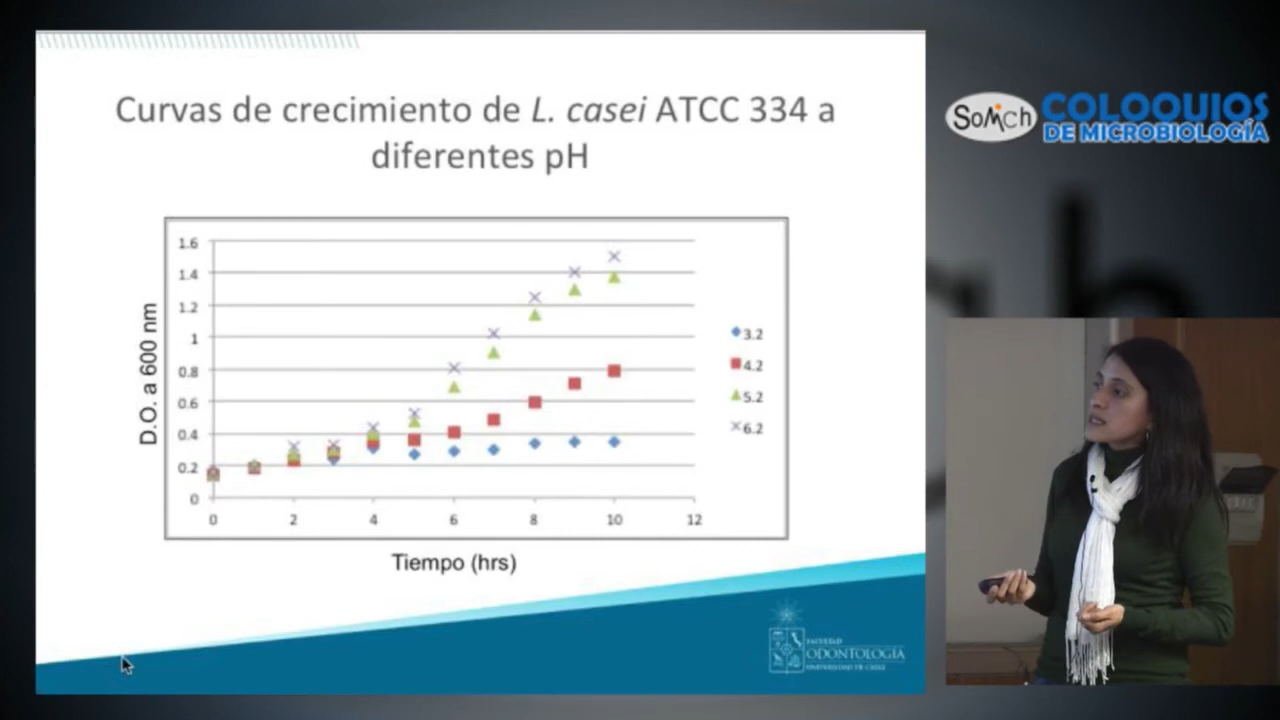 Curvas de crecimiento de L. casei ATCC 334 a
diferentes pH
1.6
1.4
1.2
1
0.8
0.6
0.4
0.2
0
0 2 4 6 8 10 12
D.O. a 600 nm
Tiempo (hrs)
3.2
4.2
5.2
6.2
FACULTAD
ODONTOLOGÍA
UNIVERSIDAD DE CHILE
SoMich
COLOQUIOS
DE MICROBIOLOGÍA